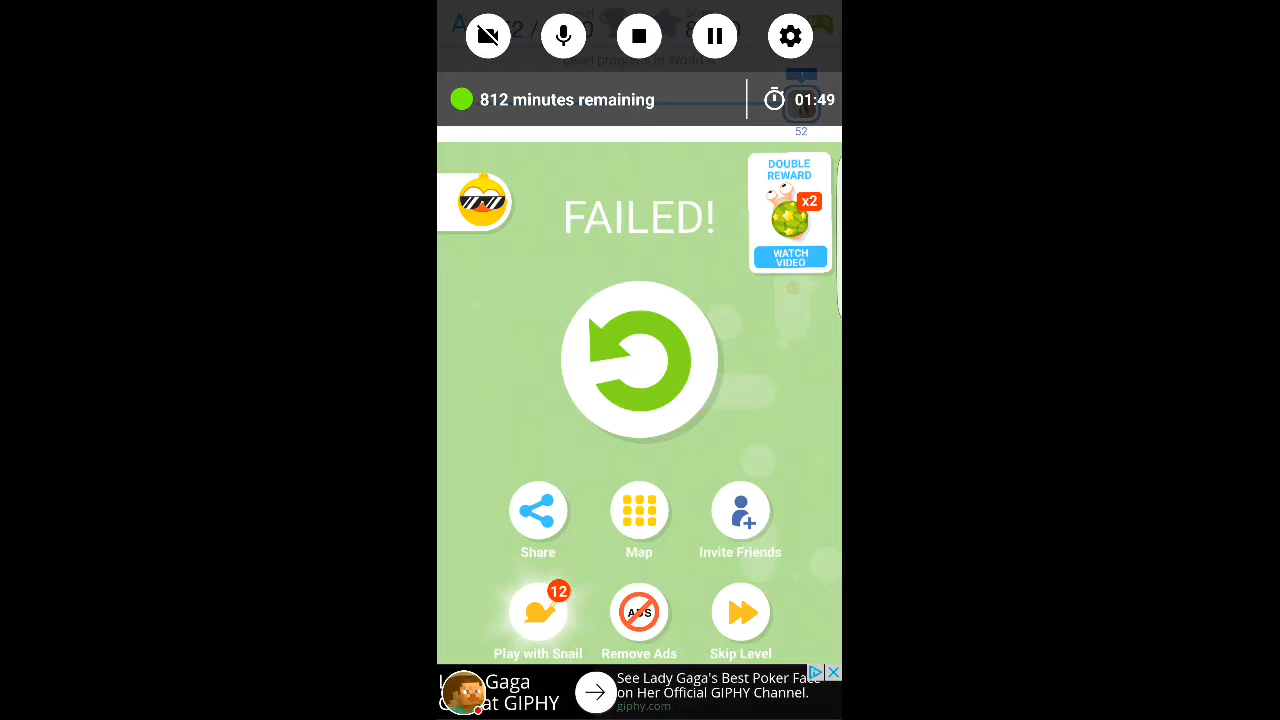 812 minutes remaining
01:49
52
DOUBLE
REWARD
x2
WATCH
VIDEO
FAILED!
Share
Map
Invite Friends
12
ADS
Play with Snail
Remove Ads
Skip Level
Gaga
at GIPHY
See Lady Gaga's Best Poker Face
on Her Official GIPHY Channel.
giphy.com